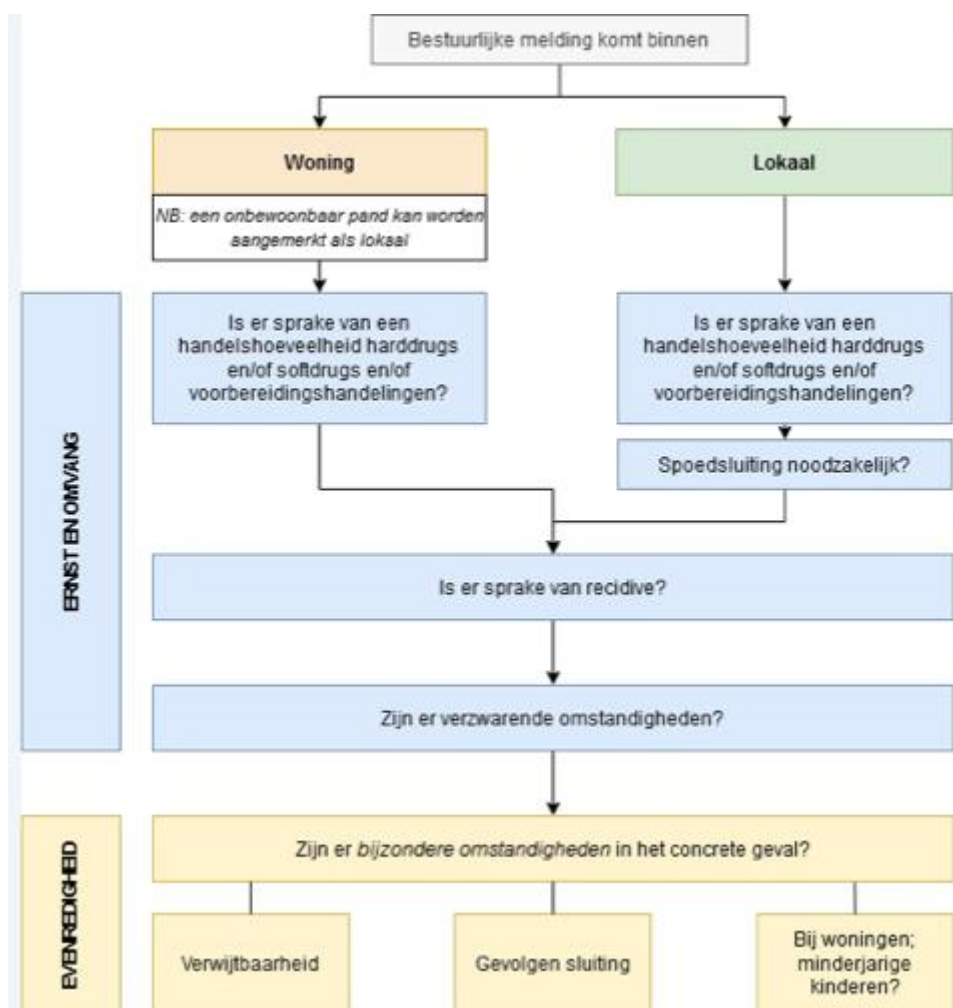 Bestuurlijke melding komt binnen
Woning
Lokaal
NB: een onbewoonbaar pand kan worden
aangemerkt als lokaal
ERNST EN OMVANG
Is er sprake van een
handelshoeveelheid harddrugs
en/of softdrugs en/of
voorbereidingshandelingen?
Is er sprake van een
handelshoeveelheid harddrugs
en/of softdrugs en/of
voorbereidingshandelingen?
Spoedsluiting noodzakelijk?
Is er sprake van recidive?
Zijn er verzwarende omstandigheden?
EVENREDIGHEID
Zijn er bijzondere omstandigheden in het concrete geval?
Verwijtbaarheid
Gevolgen sluiting
Bij woningen;
minderjarige
kinderen?